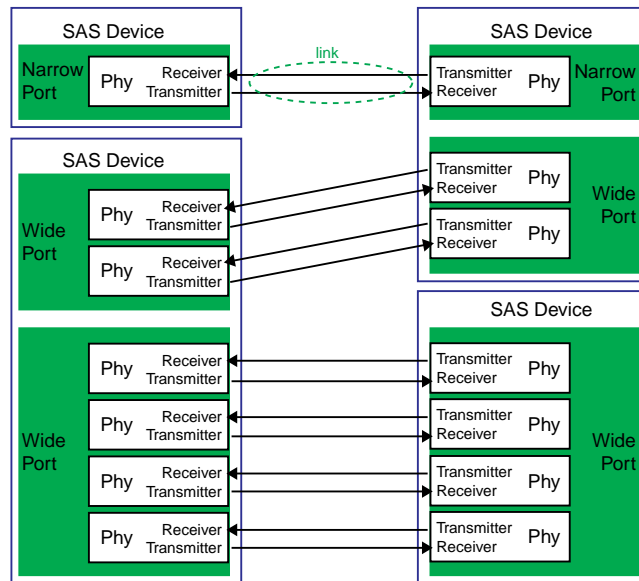 SAS Device
Narrow
Port
Phy
Receiver
Transmitter
link
SAS Device
Transmitter
Receiver
Phy
Narrow
Port
SAS Device
Wide
Port
Phy
Receiver
Transmitter
Phy
Receiver
Transmitter
Transmitter
Receiver
Phy
Transmitter
Receiver
Phy
Wide
Port
Wide
Port
Phy
Receiver
Transmitter
Phy
Receiver
Transmitter
Phy
Receiver
Transmitter
Phy
Receiver
Transmitter
SAS Device
Transmitter
Receiver
Phy
Transmitter
Receiver
Phy
Transmitter
Receiver
Phy
Transmitter
Receiver
Phy
Wide
Port